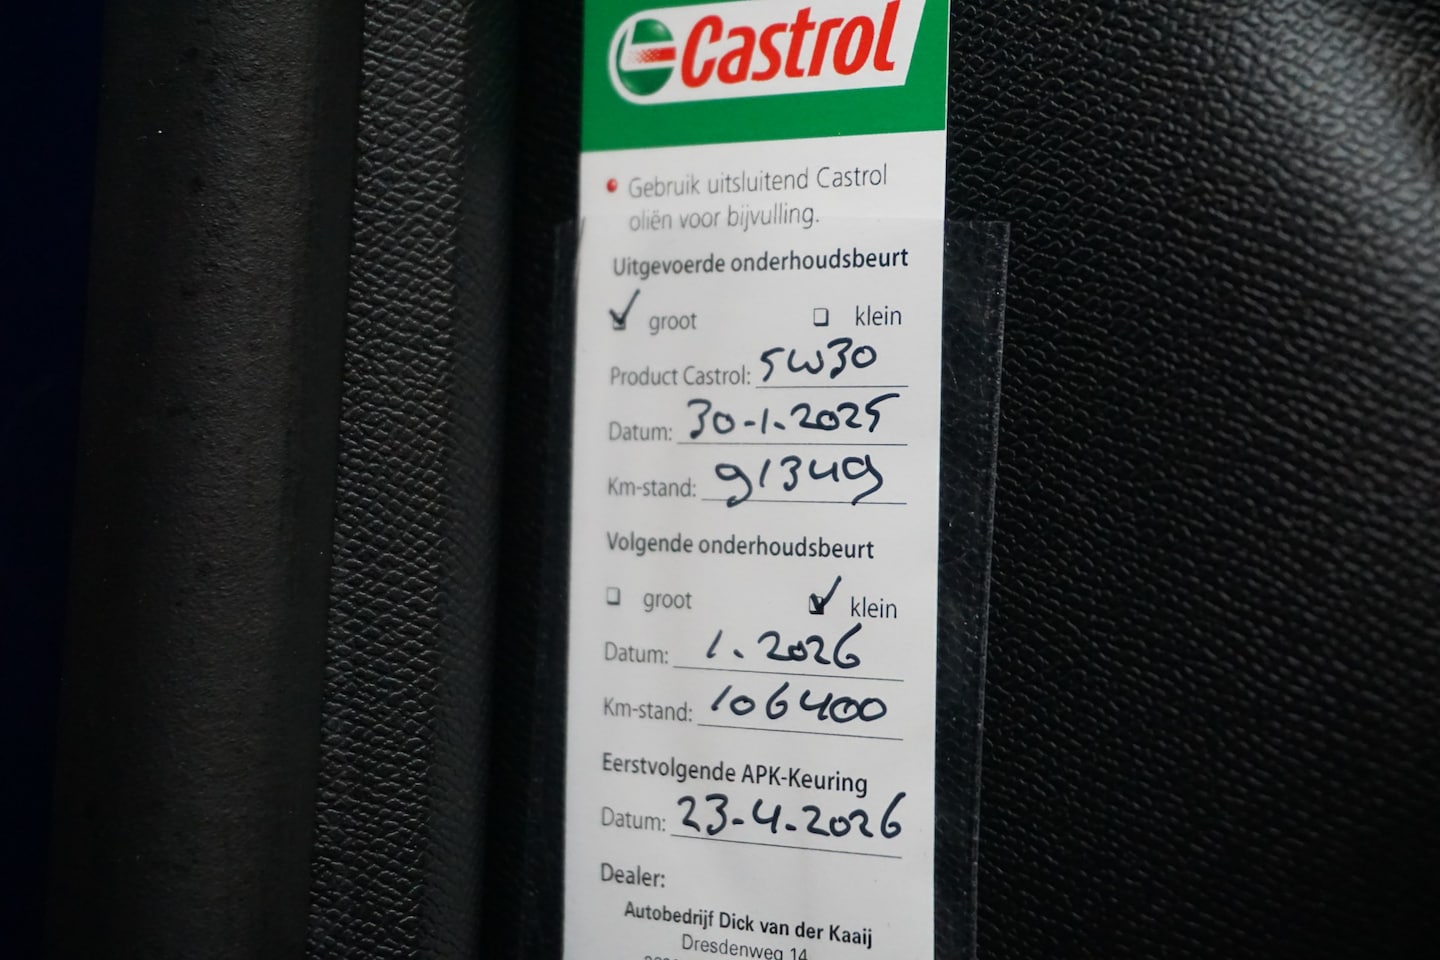 Castrol
Gebruik uitsluitend Castrol
oliën voor bijvulling.
Uitgevoerde onderhoudsbeurt
groot klein
Product Castrol: 5W30
Datum: 30-1-2025
Km-stand: 91349
Volgende onderhoudsbeurt
groot klein
Datum: 1.2026
Km-stand: 106400
Eerstvolgende APK-Keuring
Datum: 23-4-2026
Dealer:
Autobedrijf Dick van der Kaaij
Dresdenweg 14